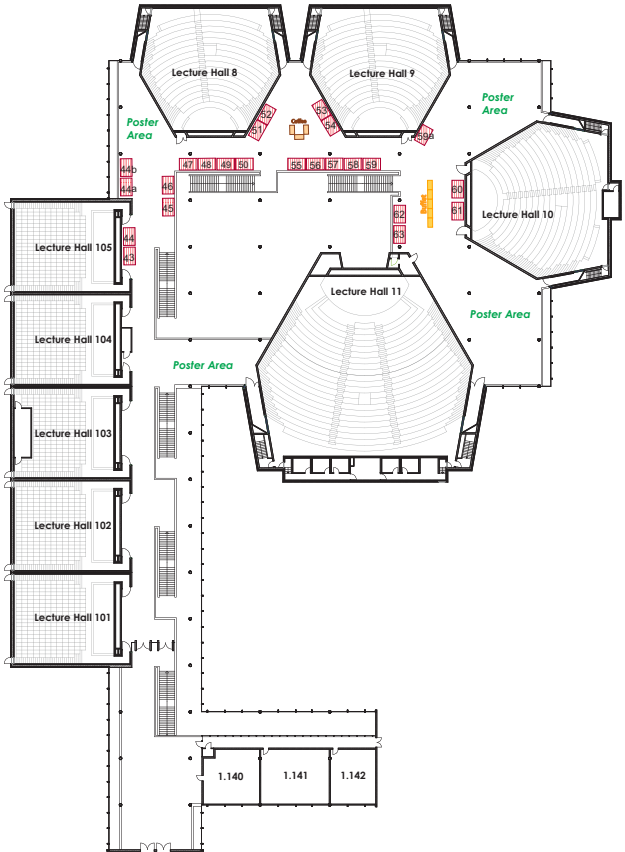 Lecture Hall 8
Lecture Hall 9
Poster
Area
Poster
Area
Coffee
52
51
53
54
59a
44b
44a
47 48 49 50
55 56 57 58 59
46
45
60
61
62
63
Buffet
Lecture Hall 10
44
43
Lecture Hall 105
Lecture Hall 11
Poster Area
Lecture Hall 104
Poster Area
Lecture Hall 103
Lecture Hall 102
Lecture Hall 101
1.140
1.141
1.142